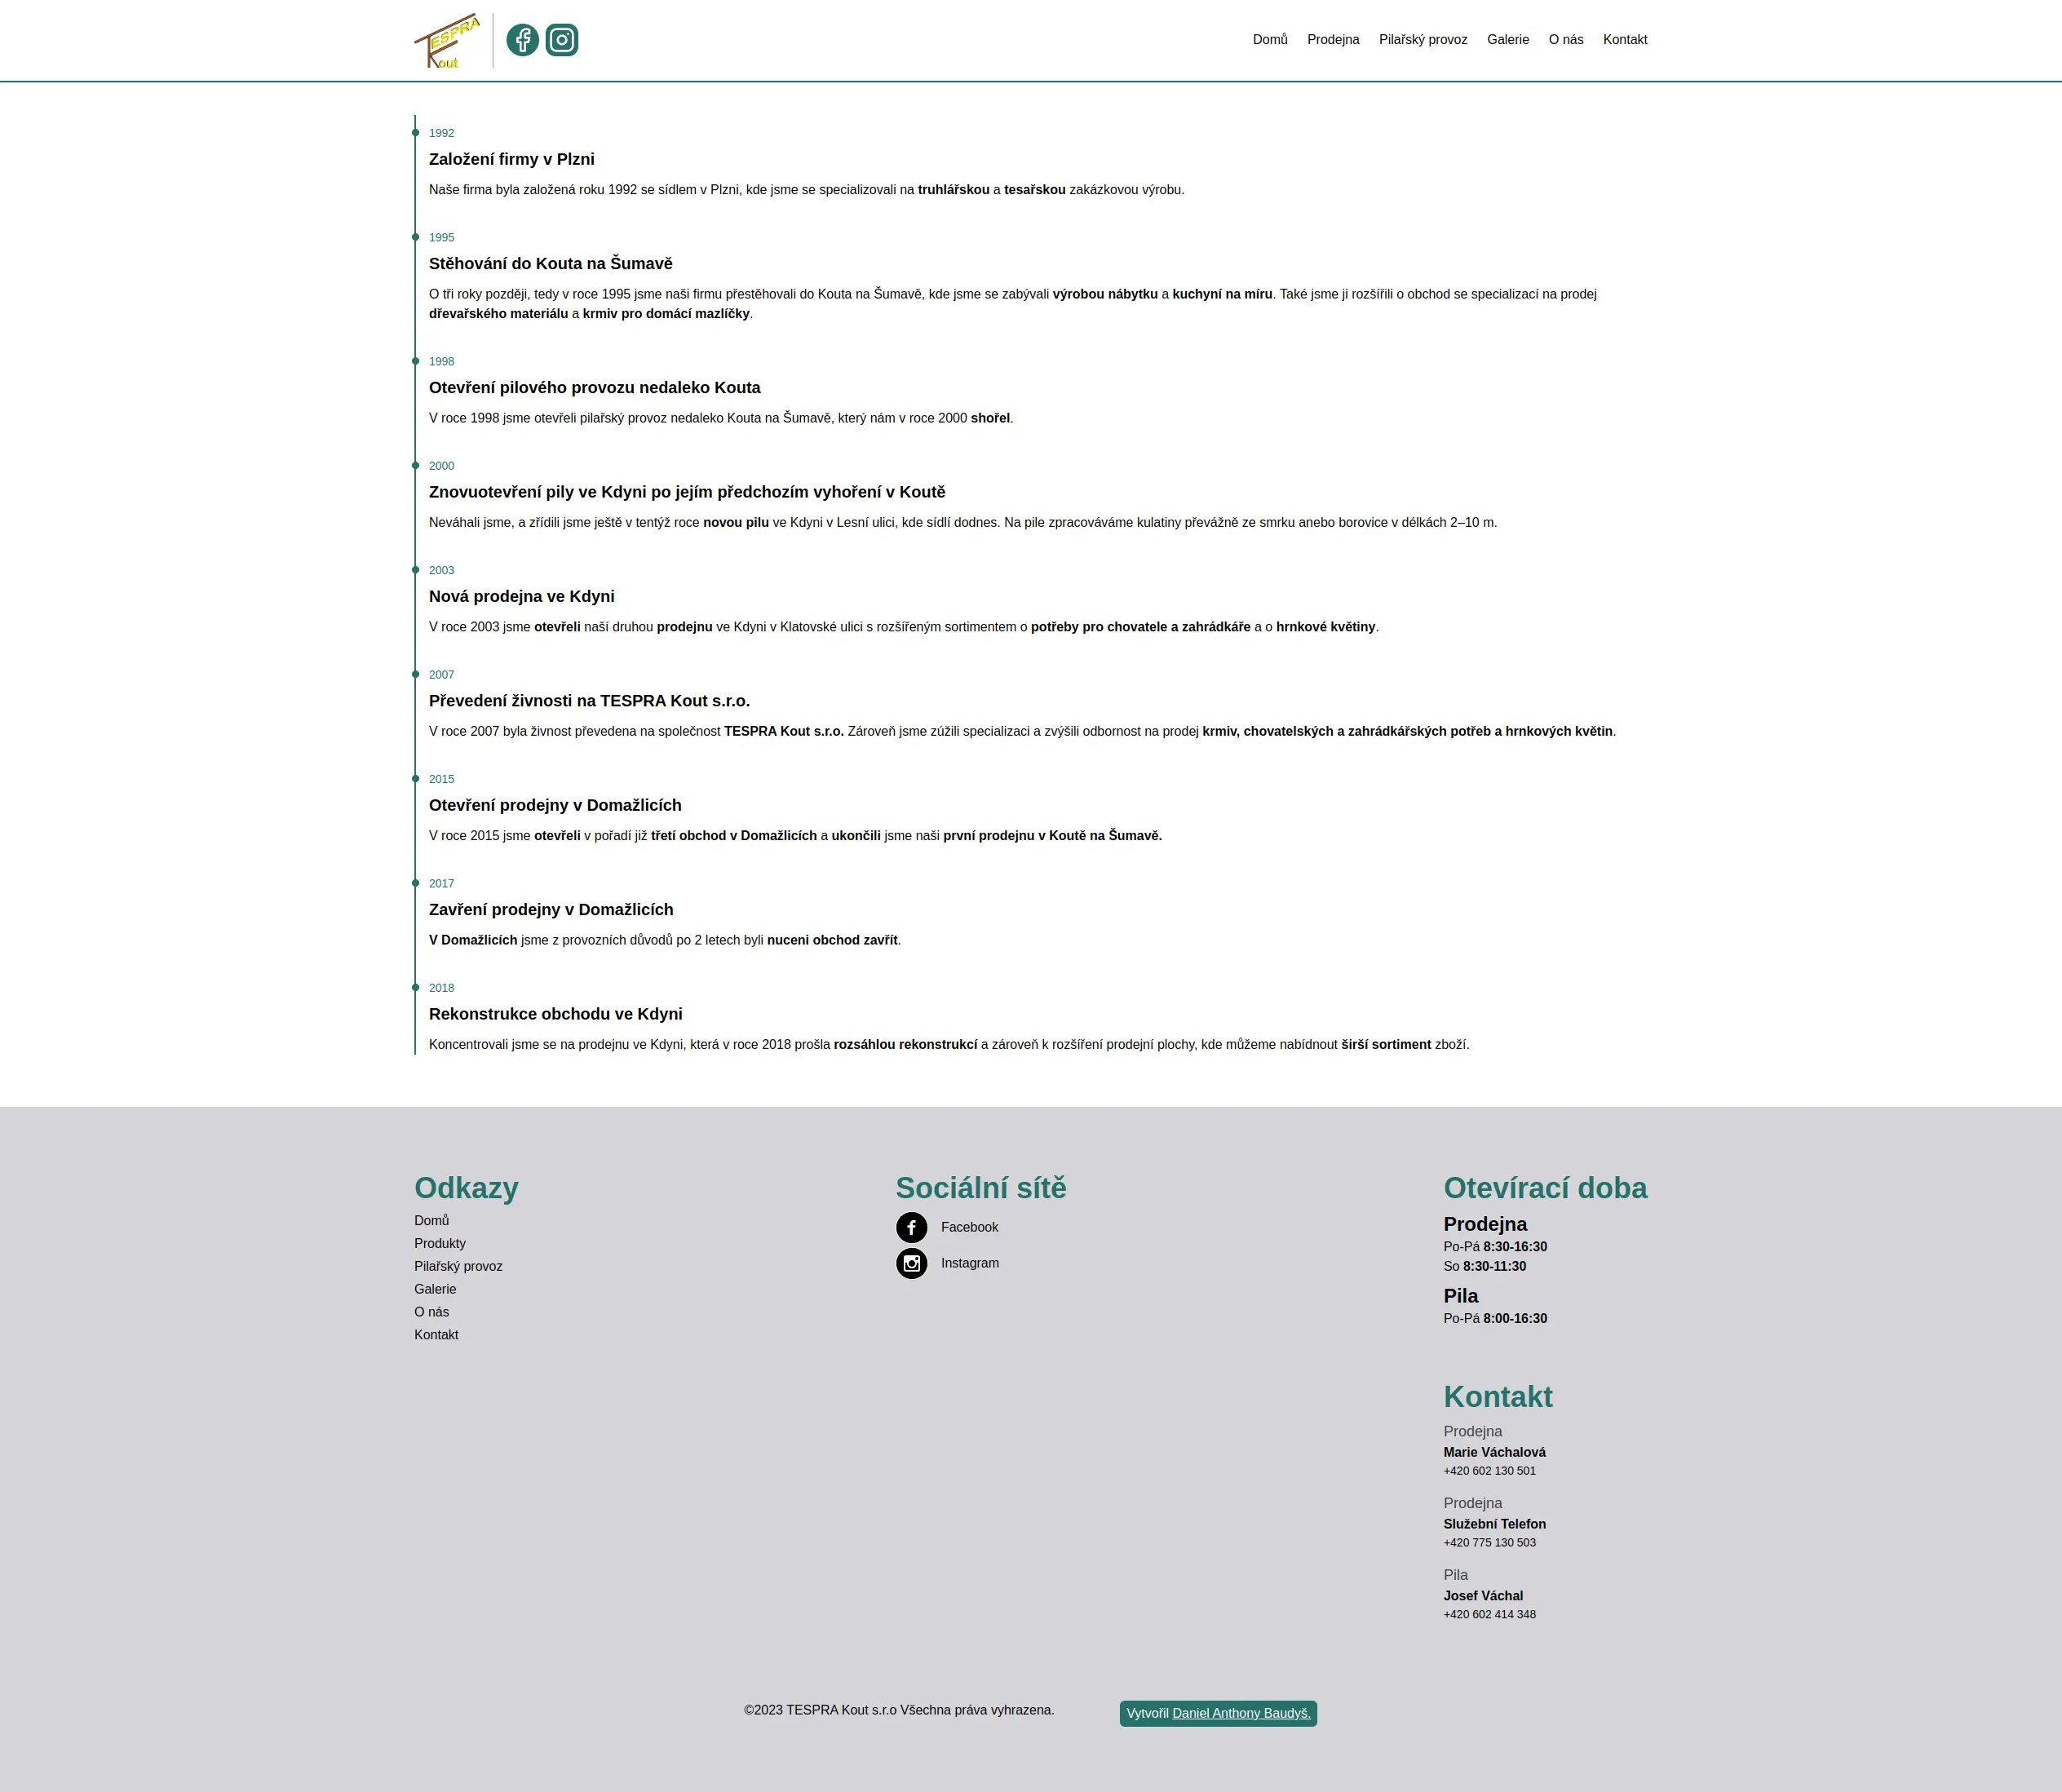 TESPRA
Kout
Domů Prodejna Pilařský provoz Galerie O nás Kontakt
1992
Založení firmy v Plzni
Naše firma byla založená roku 1992 se sídlem v Plzni, kde jsme se specializovali na truhlářskou a tesařskou zakázkovou výrobu.
1995
Stěhování do Kouta na Šumavě
O tři roky později, tedy v roce 1995 jsme naši firmu přestěhovali do Kouta na Šumavě, kde jsme se zabývali výrobou nábytku a kuchyní na míru. Také jsme ji rozšířili o obchod se specializací na prodej
dřevařského materiálu a krmiv pro domácí mazlíčky.
1998
Otevření pilového provozu nedaleko Kouta
V roce 1998 jsme otevřeli pilařský provoz nedaleko Kouta na Šumavě, který nám v roce 2000 shořel.
2000
Znovuotevření pily ve Kdyni po jejím předchozím vyhoření v Koutě
Neváhali jsme, a zřídili jsme ještě v tentýž roce novou pilu ve Kdyni v Lesní ulici, kde sídlí dodnes. Na pile zpracováváme kulatiny převážně ze smrku anebo borovice v délkách 2–10 m.
2003
Nová prodejna ve Kdyni
V roce 2003 jsme otevřeli naší druhou prodejnu ve Kdyni v Klatovské ulici s rozšířeným sortimentem o potřeby pro chovatele a zahrádkáře a o hrnkové květiny.
2007
Převedení živnosti na TESPRA Kout s.r.o.
V roce 2007 byla živnost převedena na společnost TESPRA Kout s.r.o. Zároveň jsme zúžili specializaci a zvýšili odbornost na prodej krmiv, chovatelských a zahrádkářských potřeb a hrnkových květin.
2015
Otevření prodejny v Domažlicích
V roce 2015 jsme otevřeli v pořadí již třetí obchod v Domažlicích a ukončili jsme naši první prodejnu v Koutě na Šumavě.
2017
Zavření prodejny v Domažlicích
V Domažlicích jsme z provozních důvodů po 2 letech byli nuceni obchod zavřít.
2018
Rekonstrukce obchodu ve Kdyni
Koncentrovali jsme se na prodejnu ve Kdyni, která v roce 2018 prošla rozsáhlou rekonstrukcí a zároveň k rozšíření prodejní plochy, kde můžeme nabídnout širší sortiment zboží.
Odkazy
Domů
Produkty
Pilařský provoz
Galerie
O nás
Kontakt
Sociální sítě
Facebook
Instagram
Otevírací doba
Prodejna
Po-Pá 8:30-16:30
So 8:30-11:30
Pila
Po-Pá 8:00-16:30
Kontakt
Prodejna
Marie Váchalová
+420 602 130 501
Prodejna
Služební Telefon
+420 775 130 503
Pila
Josef Váchal
+420 602 414 348
©2023 TESPRA Kout s.r.o Všechna práva vyhrazena.
Vytvořil Daniel Anthony Baudyš.